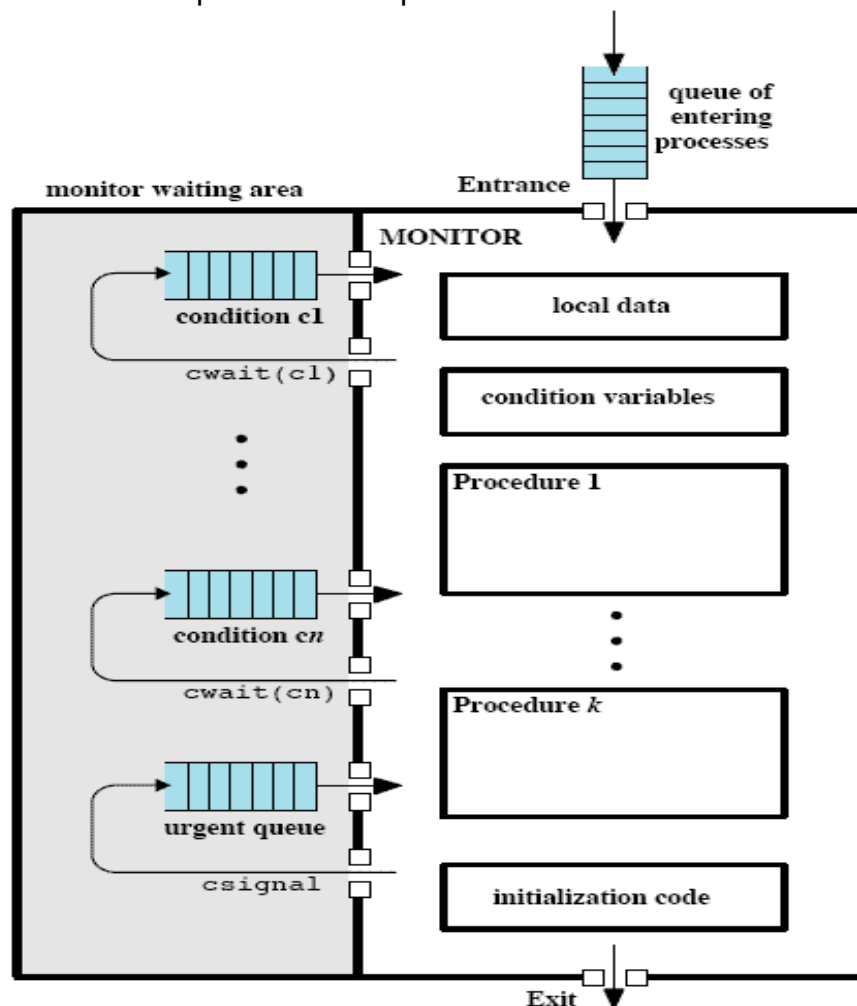 queue of
entering
processes
Entrance
monitor waiting area
MONITOR
condition c1
cwait(c1)
local data
condition variables
Procedure 1
condition cn
cwait(cn)
Procedure k
urgent queue
csignal
initialization code
Exit